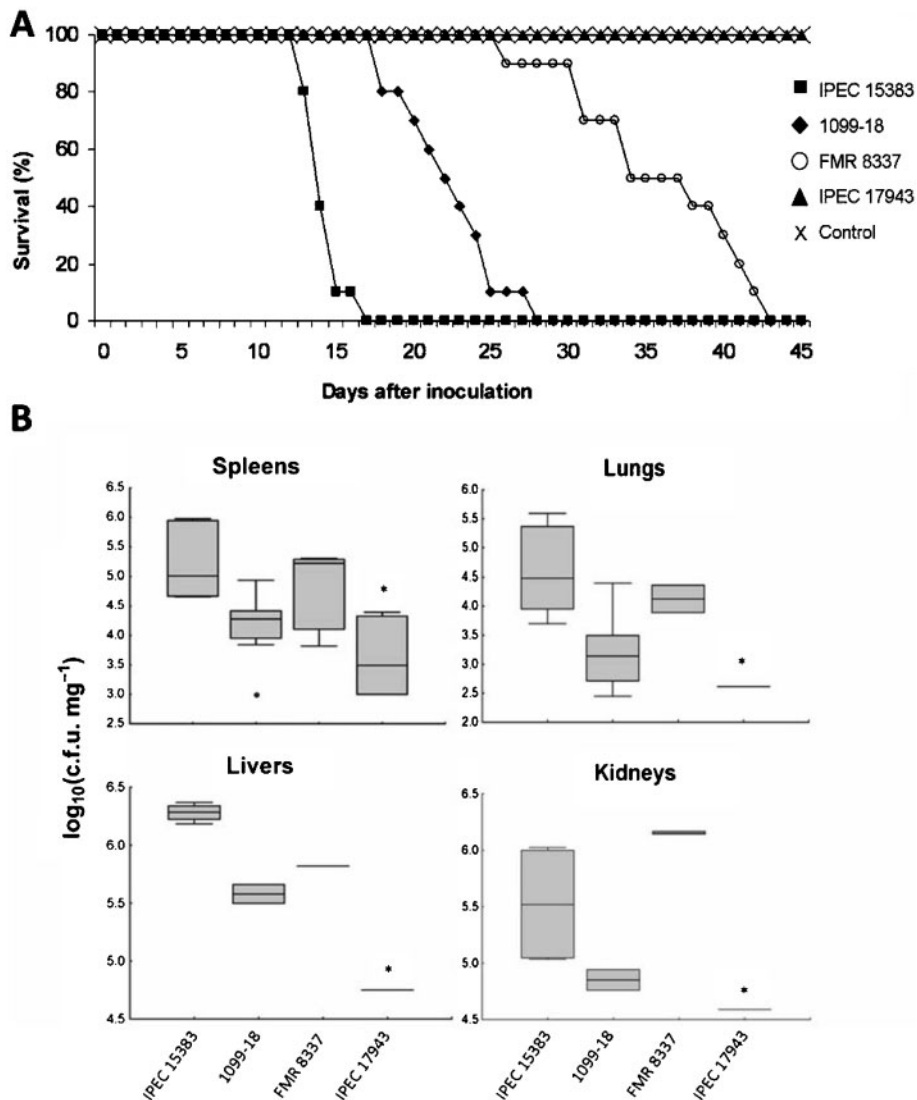 A
100
80
60
40
20
0
Survival (%)
0 5 10 15 20 25 30 35 40 45
Days after inoculation
IPEC 15383
1099-18
FMR 8337
IPEC 17943
Control
B
log10(c.f.u. mg−1)
Spleens
6.5
6.0
5.5
5.0
4.5
4.0
3.5
3.0
2.5
*
*
Lungs
6.0
5.5
5.0
4.5
4.0
3.5
3.0
2.5
2.0
*
Livers
6.5
6.0
5.5
5.0
4.5
*
IPEC 15383
1099-18
FMR 8337
IPEC 17943
Kidneys
6.5
6.0
5.5
5.0
4.5
*
IPEC 15383
1099-18
FMR 8337
IPEC 17943